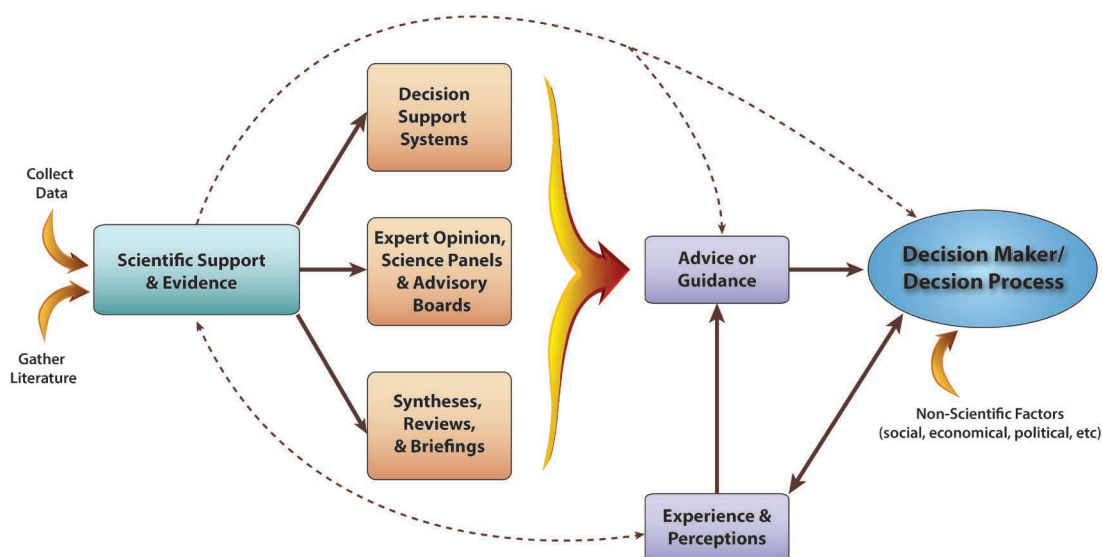 Collect
Data
Scientific Support
& Evidence
Gather
Literature
Decision
Support
Systems
Expert Opinion,
Science Panels
& Advisory
Boards
Syntheses,
Reviews,
& Briefings
Advice or
Guidance
Experience &
Perceptions
Decision Maker/
Decsion Process
Non-Scientific Factors
(social, economical, political, etc)